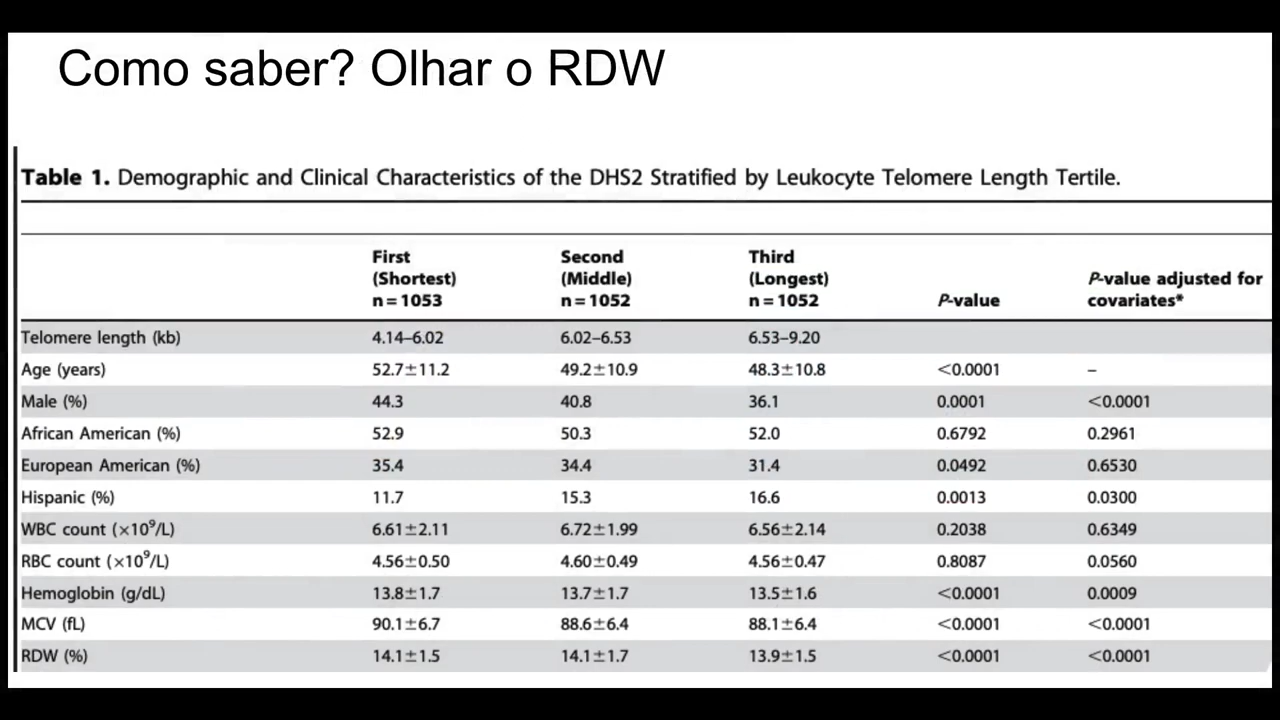 Como saber? Olhar o RDW
Table 1. Demographic and Clinical Characteristics of the DHS2 Stratified by Leukocyte Telomere Length Tertile.
First (Shortest) n=1053 Second (Middle) n=1052 Third (Longest) n=1052 P-value P-value adjusted for covariates*
Telomere length (kb) 4.14–6.02 6.02–6.53 6.53–9.20
Age (years) 52.7±11.2 49.2±10.9 48.3±10.8 <0.0001 –
Male (%) 44.3 40.8 36.1 0.0001 <0.0001
African American (%) 52.9 50.3 52.0 0.6792 0.2961
European American (%) 35.4 34.4 31.4 0.0492 0.6530
Hispanic (%) 11.7 15.3 16.6 0.0013 0.0300
WBC count (×10⁹/L) 6.61±2.11 6.72±1.99 6.56±2.14 0.2038 0.6349
RBC count (×10⁹/L) 4.56±0.50 4.60±0.49 4.56±0.47 0.8087 0.0560
Hemoglobin (g/dL) 13.8±1.7 13.7±1.7 13.5±1.6 <0.0001 0.0009
MCV (fL) 90.1±6.7 88.6±6.4 88.1±6.4 <0.0001 <0.0001
RDW (%) 14.1±1.5 14.1±1.7 13.9±1.5 <0.0001 <0.0001